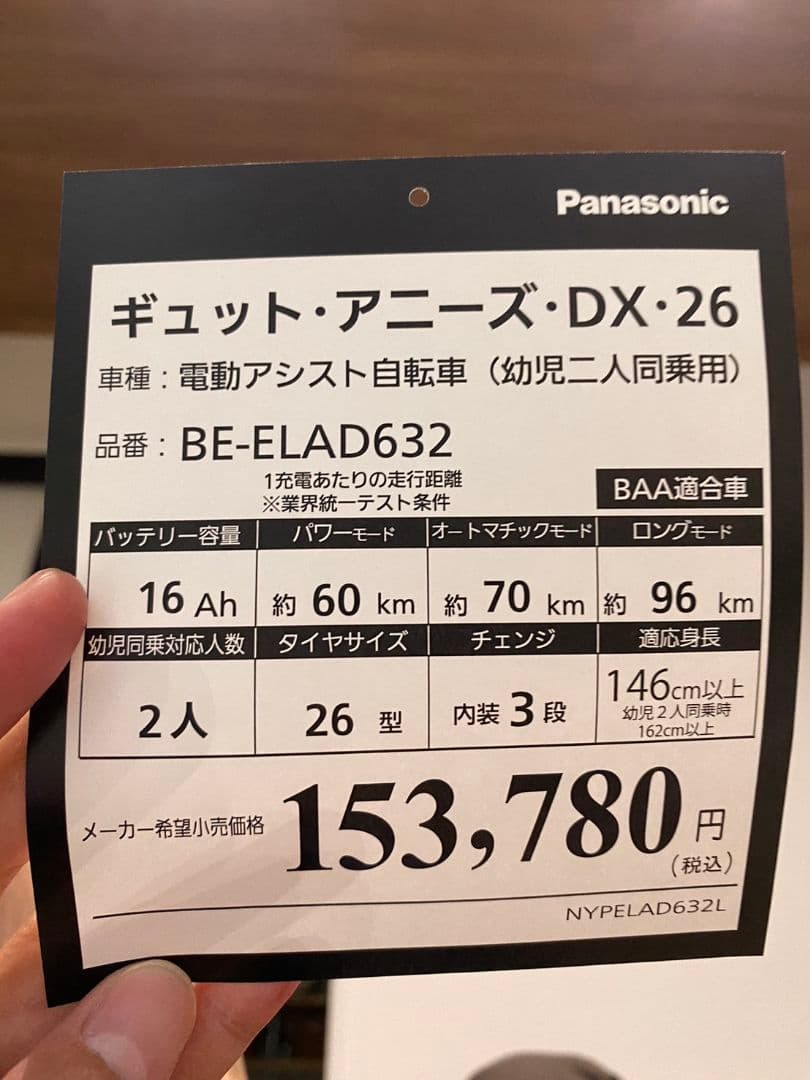 Panasonic
ギュット・アニーズ・DX・26
車種：電動アシスト自転車（幼児二人同乗用）
品番：BE-ELAD632
1充電あたりの走行距離
※業界統一テスト条件
BAA適合車
バッテリー容量 パワーモード オートマチックモード ロングモード
16 Ah 約 60 km 約 70 km 約 96 km
幼児同乗対応人数 タイヤサイズ チェンジ 適応身長
2人 26 型 内装 3 段 146cm以上
幼児2人同乗時
162cm以上
メーカー希望小売価格 153,780 円
（税込）
NYPELAD632L